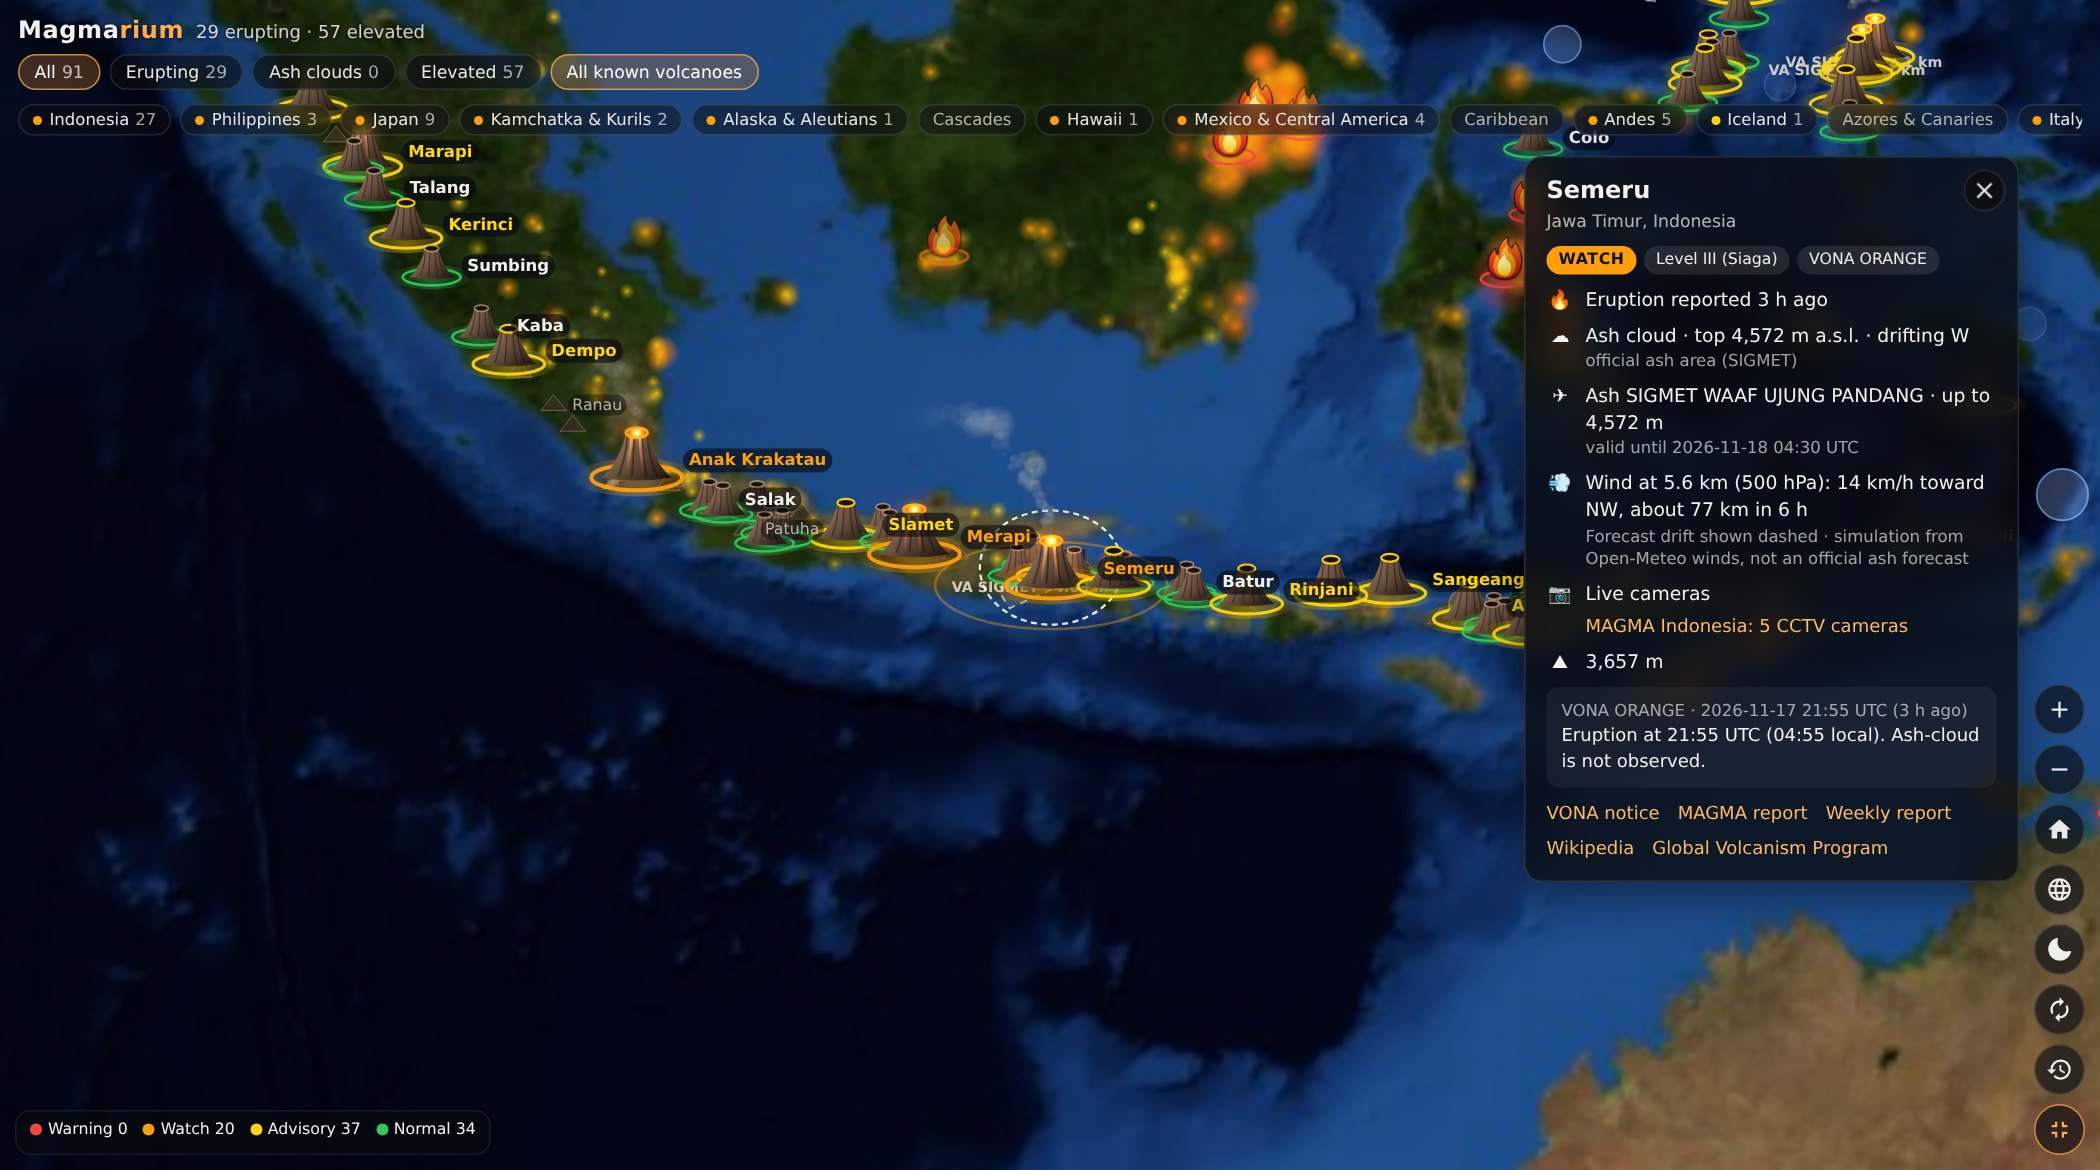 Magmarium 29 erupting · 57 elevated
All 91 Erupting 29 Ash clouds 0 Elevated 57 All known volcanoes
Indonesia 27 Philippines 3 Japan 9 Kamchatka & Kurils 2 Alaska & Aleutians 1 Cascades Hawaii 1 Mexico & Central America 4 Caribbean Andes 5 Iceland 1 Azores & Canaries Italy
km
km
Colo
Marapi
Talang
Kerinci
Sumbing
Kaba
Dempo
Ranau
Anak Krakatau
Salak
Patuha
Slamet
Merapi
Semeru
Batur
Rinjani
Sangeang
VA
Semeru
Jawa Timur, Indonesia
WATCH Level III (Siaga) VONA ORANGE
Eruption reported 3 h ago
Ash cloud · top 4,572 m a.s.l. · drifting W
official ash area (SIGMET)
Ash SIGMET WAAF UJUNG PANDANG · up to
4,572 m
valid until 2026-11-18 04:30 UTC
Wind at 5.6 km (500 hPa): 14 km/h toward
NW, about 77 km in 6 h
Forecast drift shown dashed · simulation from
Open-Meteo winds, not an official ash forecast
Live cameras
MAGMA Indonesia: 5 CCTV cameras
3,657 m
VONA ORANGE · 2026-11-17 21:55 UTC (3 h ago)
Eruption at 21:55 UTC (04:55 local). Ash-cloud
is not observed.
VONA notice MAGMA report Weekly report
Wikipedia Global Volcanism Program
Warning 0 Watch 20 Advisory 37 Normal 34